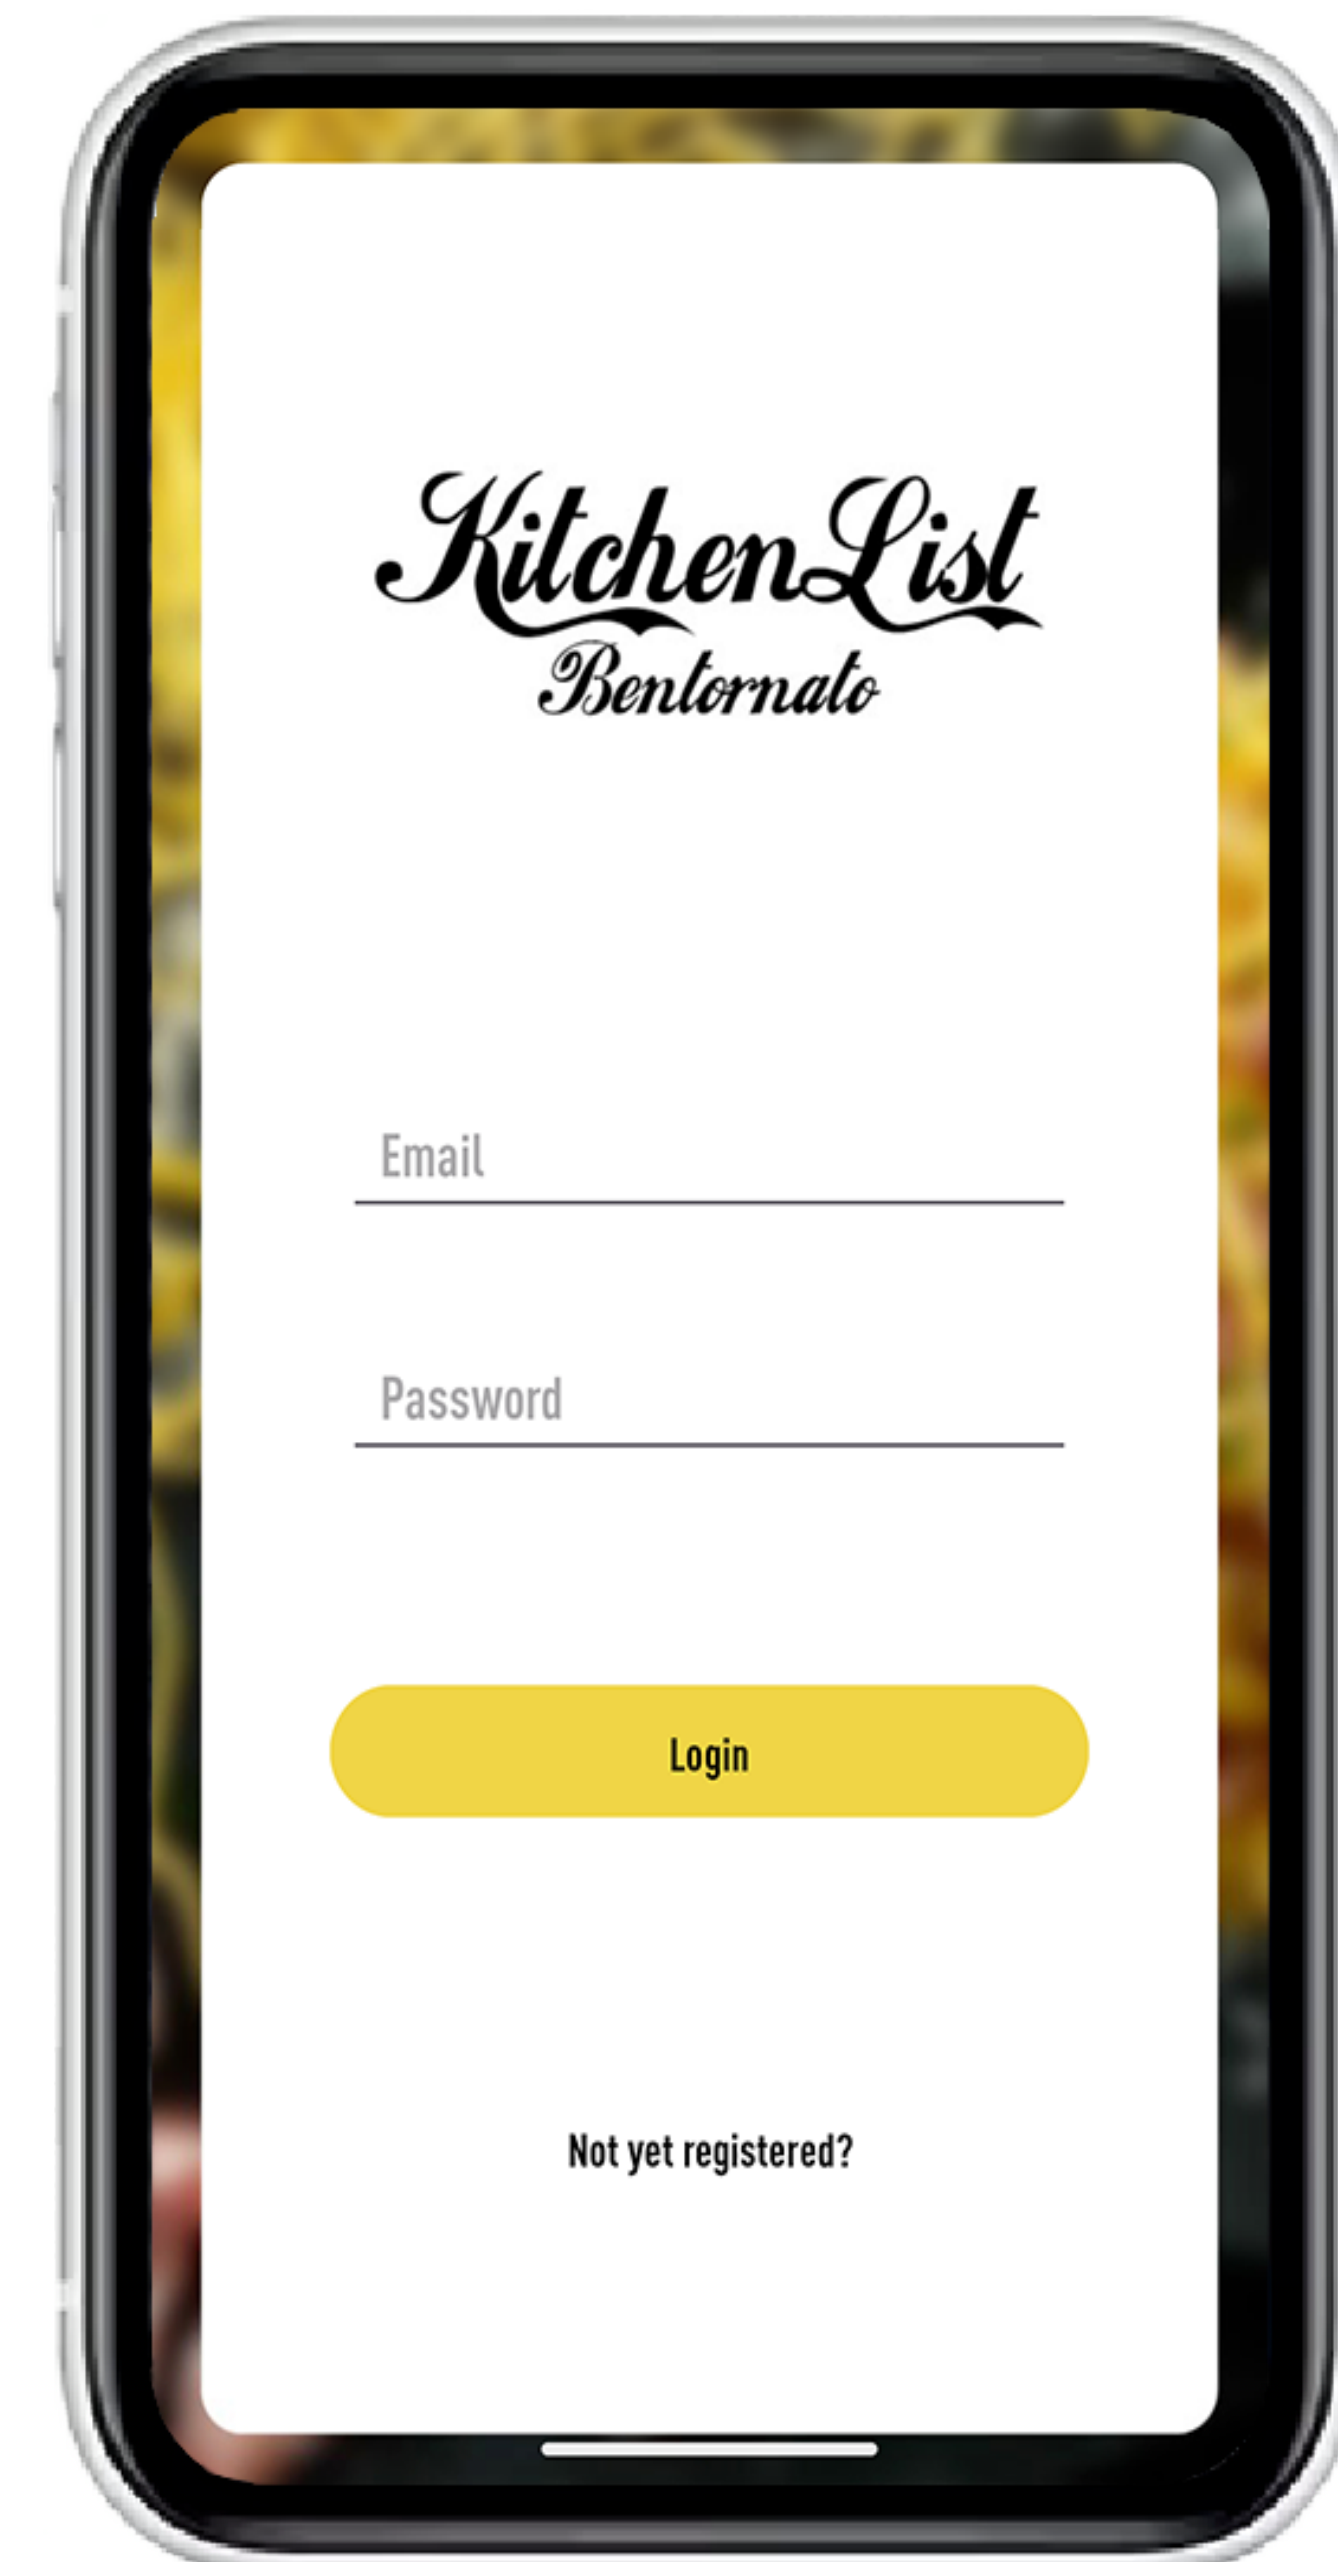 KitchenList
Bentornato
Email
Password
Login
Not yet registered?